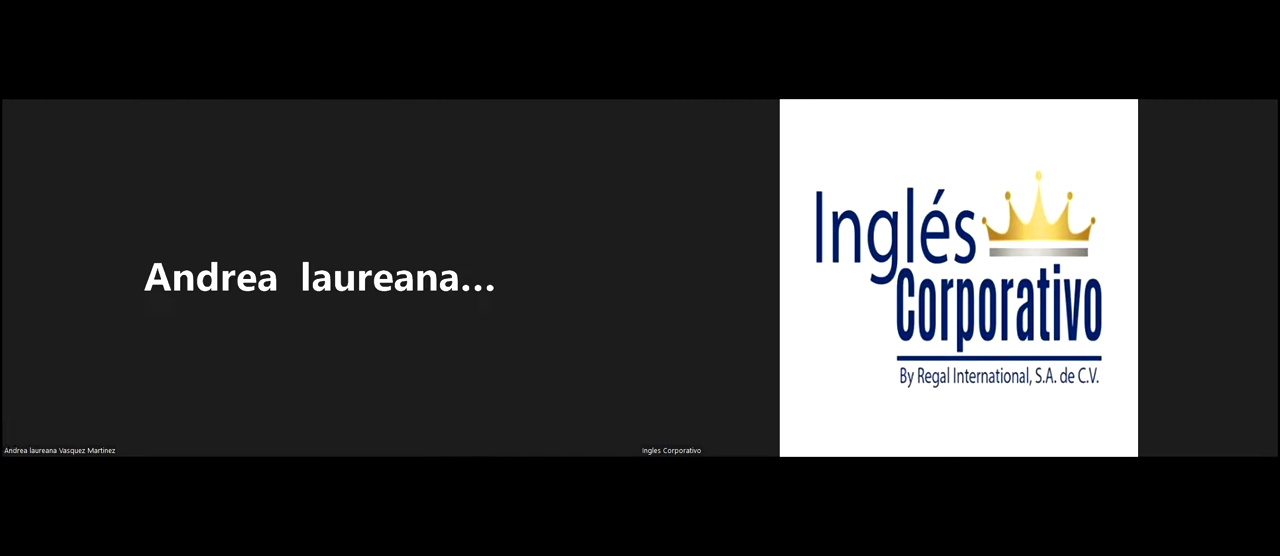 Andrea laureana...
Andrea laureana Vasquez Martinez
Inglés
Corporativo
By Regal International, S.A. de C.V.
Ingles Corporativo